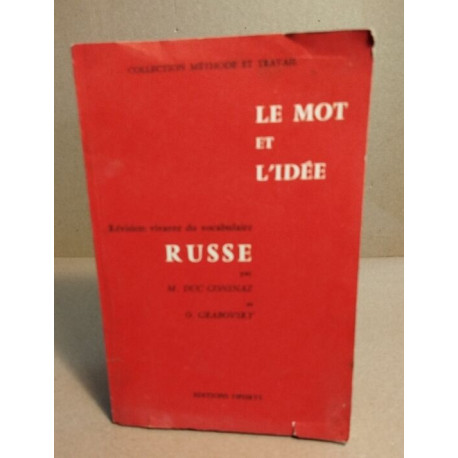 COLLECTION MÉTHODE ET TRAVAIL
LE MOT
ET
L'IDÉE
Révision vivante du vocabulaire
RUSSE
par
M. DUC-GONINAZ
et
O. GRABOVSKY
EDITIONS OPHRYS